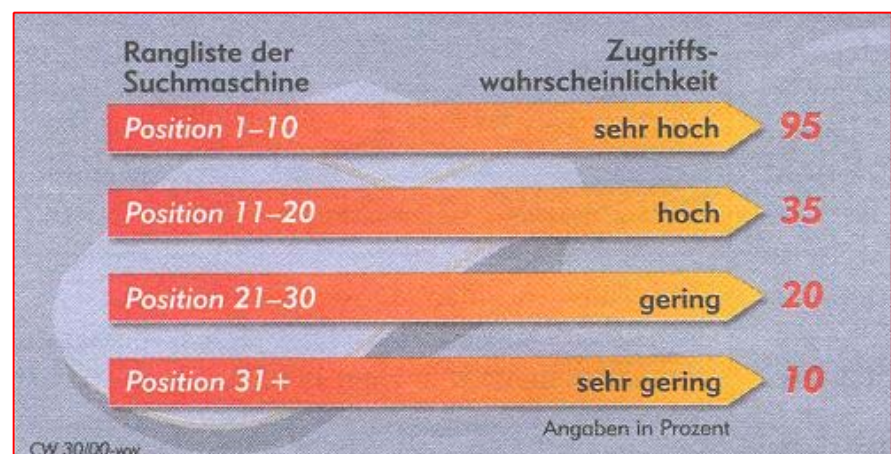 Rangliste der
Suchmaschine
Zugriffs-
wahrscheinlichkeit
Position 1–10 sehr hoch 95
Position 11–20 hoch 35
Position 21–30 gering 20
Position 31+ sehr gering 10
Angaben in Prozent
CW 30/00-ww